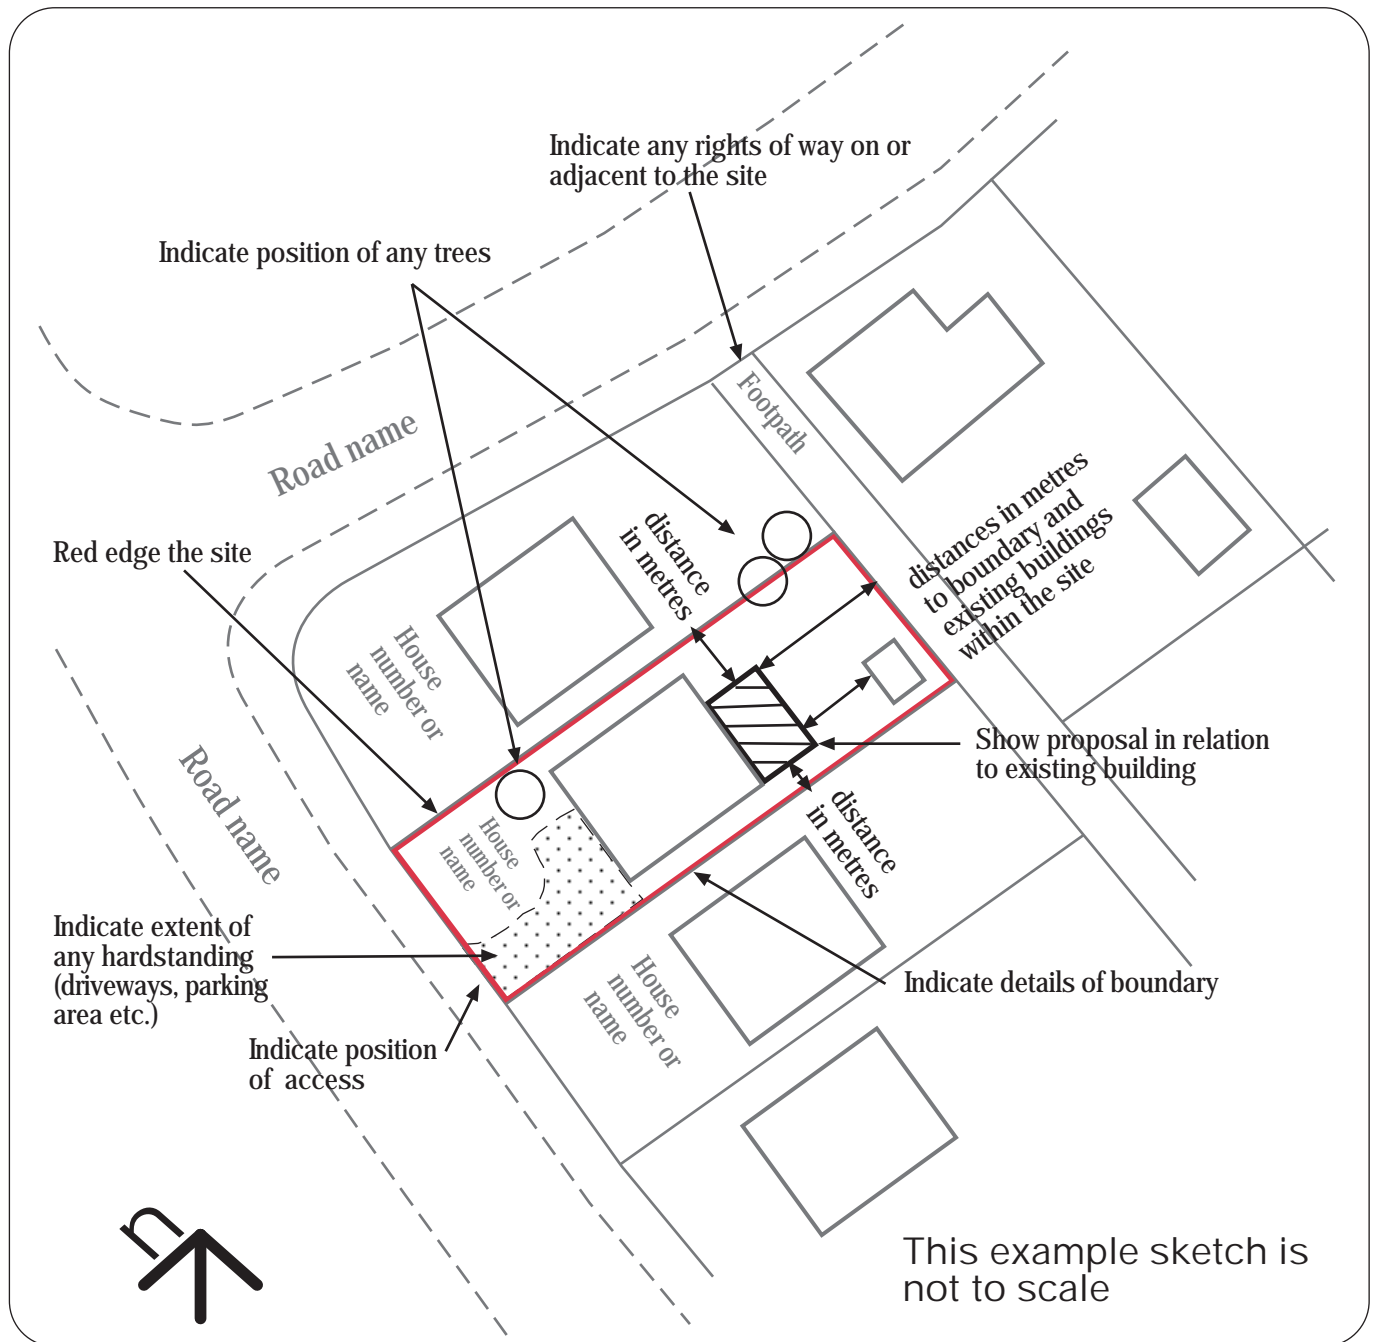 Indicate any rights of way on or
adjacent to the site
Indicate position of any trees
Footpath
Road name
distance
in metres
distances in metres
to boundary and
existing buildings
within the site
Red edge the site
House
number or
name
Road name
Show proposal in relation
to existing building
House
number or
name
distance
in metres
Indicate extent of
any hardstanding
(driveways, parking
area etc.)
House
number or
name
Indicate details of boundary
Indicate position
of access
n
This example sketch is
not to scale